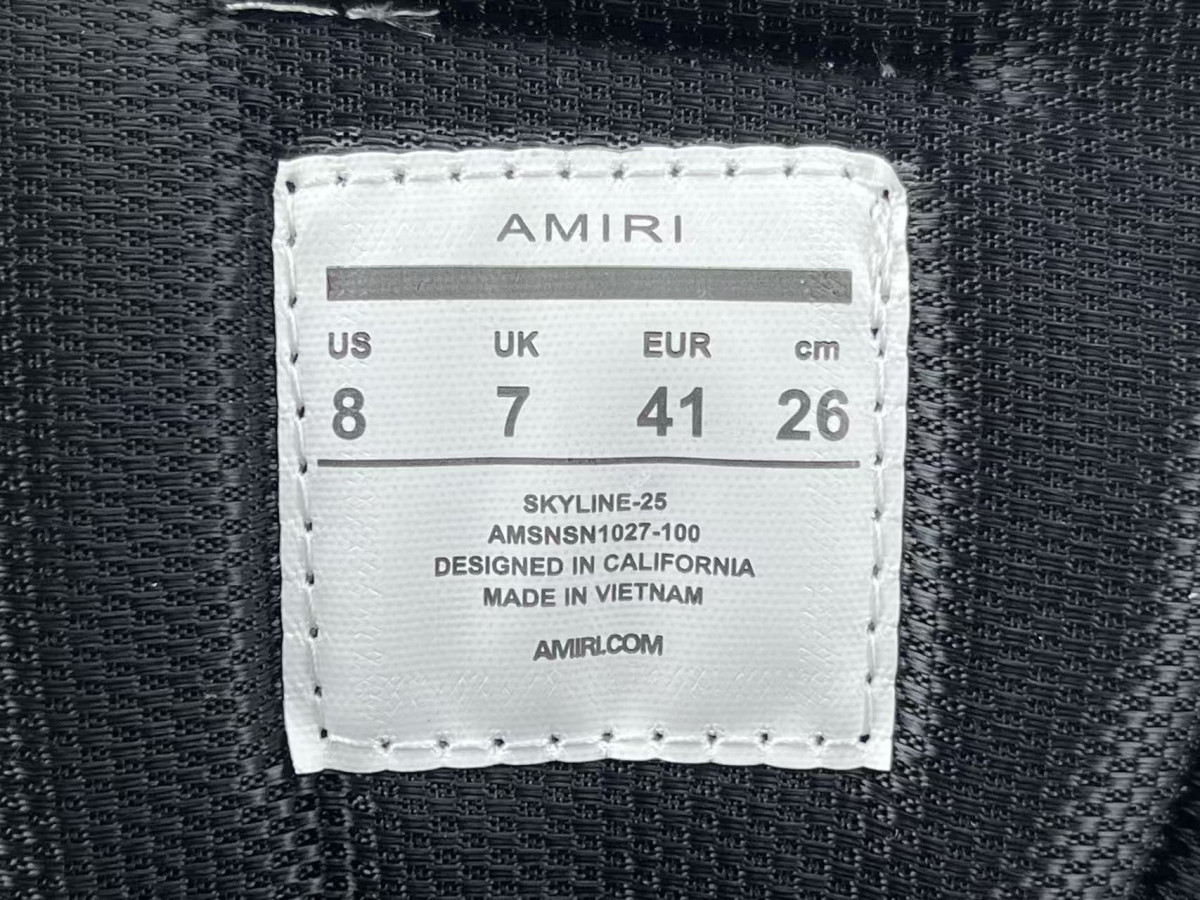 AMIRI
US UK EUR cm
8 7 41 26
SKYLINE-25
AMSNSN1027-100
DESIGNED IN CALIFORNIA
MADE IN VIETNAM
AMIRI.COM